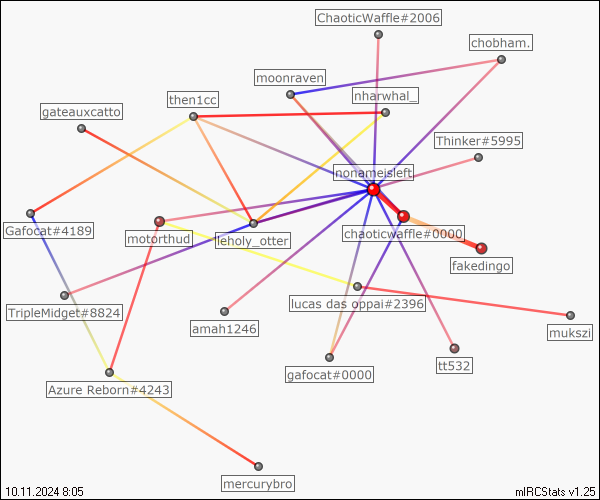 ChaoticWaffle#2006
chobham.
moonraven
nharwhal_
then1cc
gateauxcatto
Thinker#5995
nonameisleft
Gafocat#4189
motorthud
leholy_otter
chaoticwaffle#0000
fakedingo
TripleMidget#8824
lucas das oppai#2396
amah1246
mukszi
gafocat#0000
tt532
Azure Reborn#4243
mercurybro
10.11.2024 8:05
mIRCStats v1.25